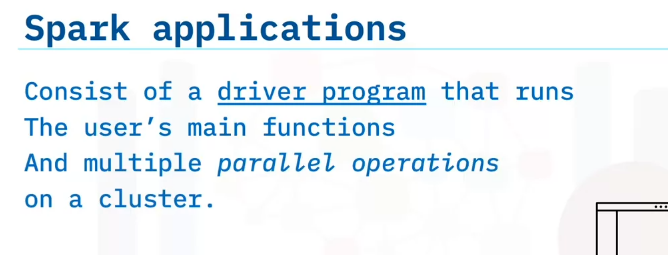 Spark applications
Consist of a driver program that runs
The user’s main functions
And multiple parallel operations
on a cluster.